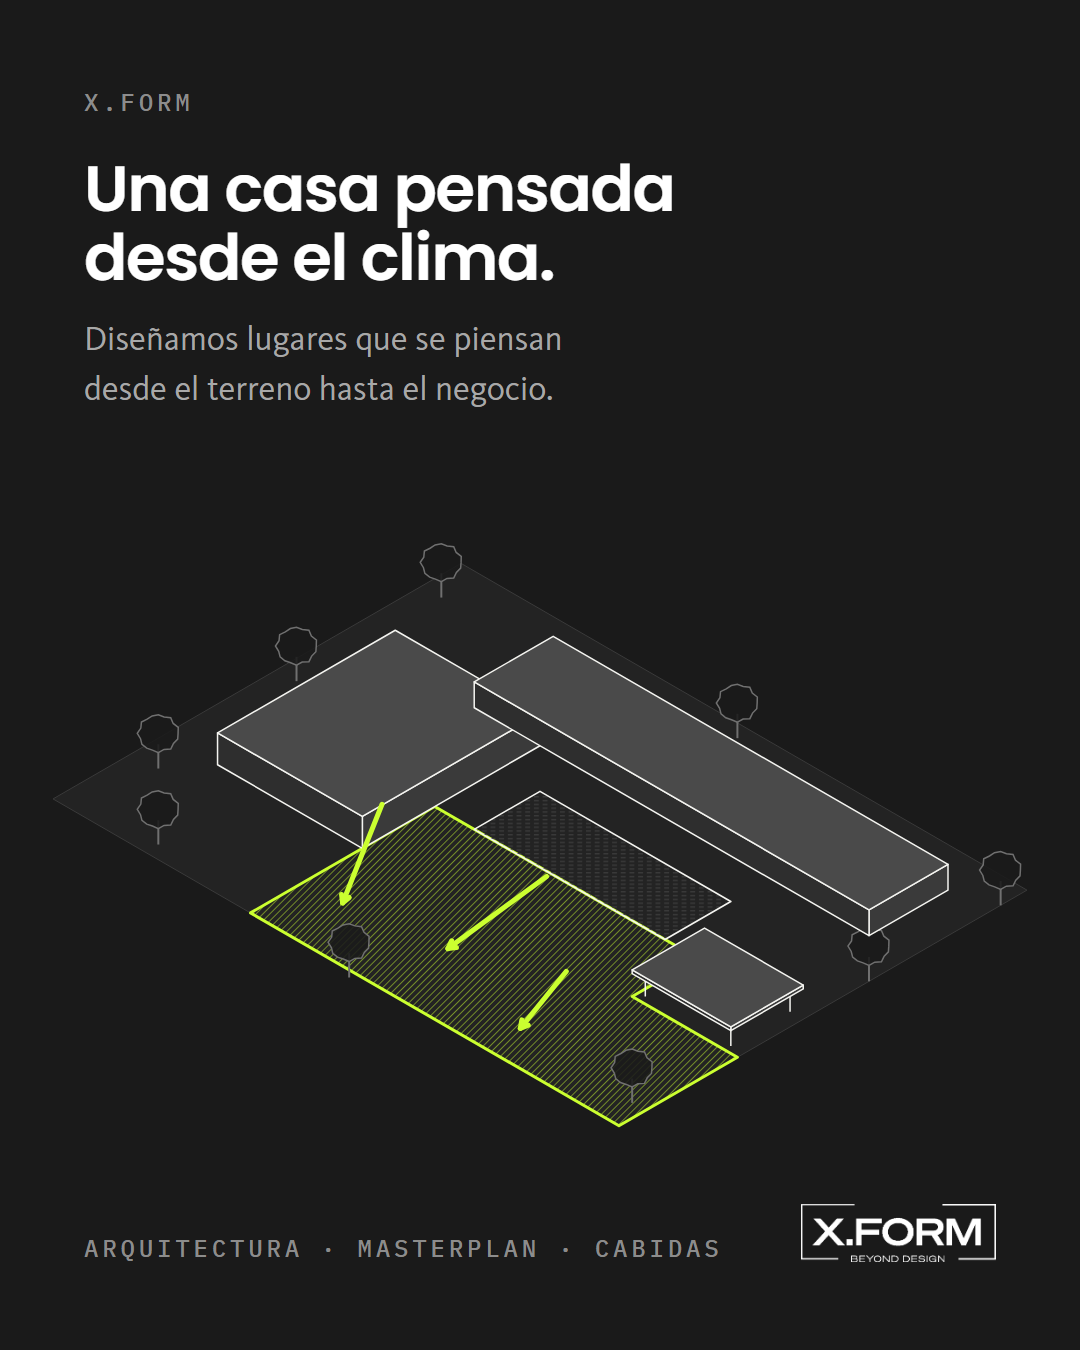 X.FORM
Una casa pensada
desde el clima.
Diseñamos lugares que se piensan
desde el terreno hasta el negocio.
ARQUITECTURA · MASTERPLAN · CABIDAS
X.FORM
BEYOND DESIGN